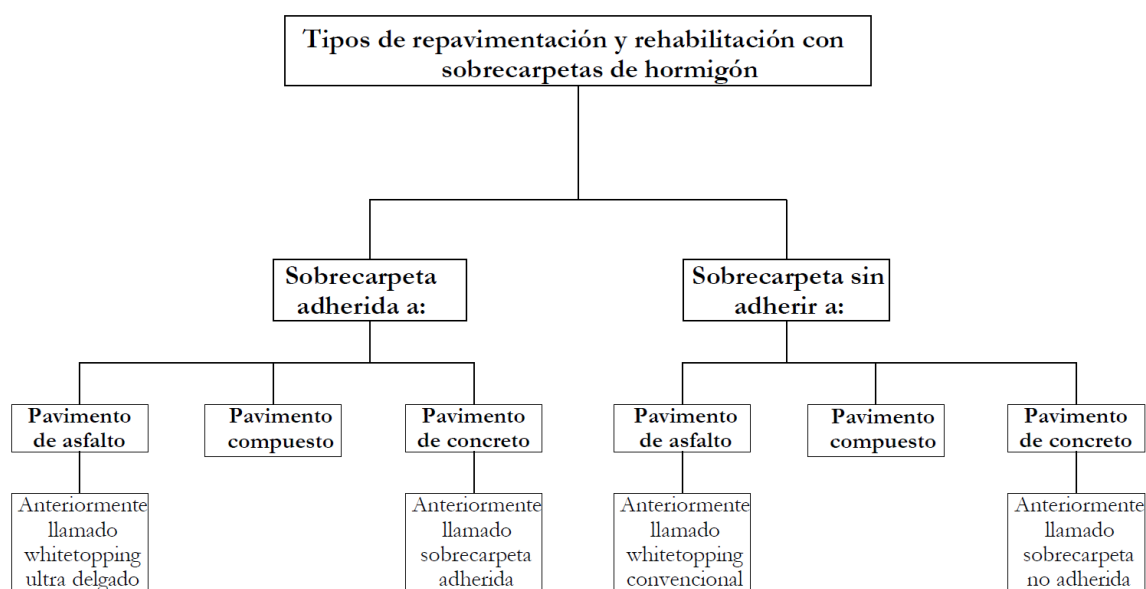 Tipos de repavimentación y rehabilitación con
sobrecarpetas de hormigón
Sobrecarpeta
adherida a:
Sobrecarpeta sin
adherir a:
Pavimento
de asfalto
Pavimento
compuesto
Pavimento
de concreto
Pavimento
de asfalto
Pavimento
compuesto
Pavimento
de concreto
Anteriormente
llamado
whitetopping
ultra delgado
Anteriormente
llamado
sobrecarpeta
adherida
Anteriormente
llamado
whitetopping
convencional
Anteriormente
llamado
sobrecarpeta
no adherida